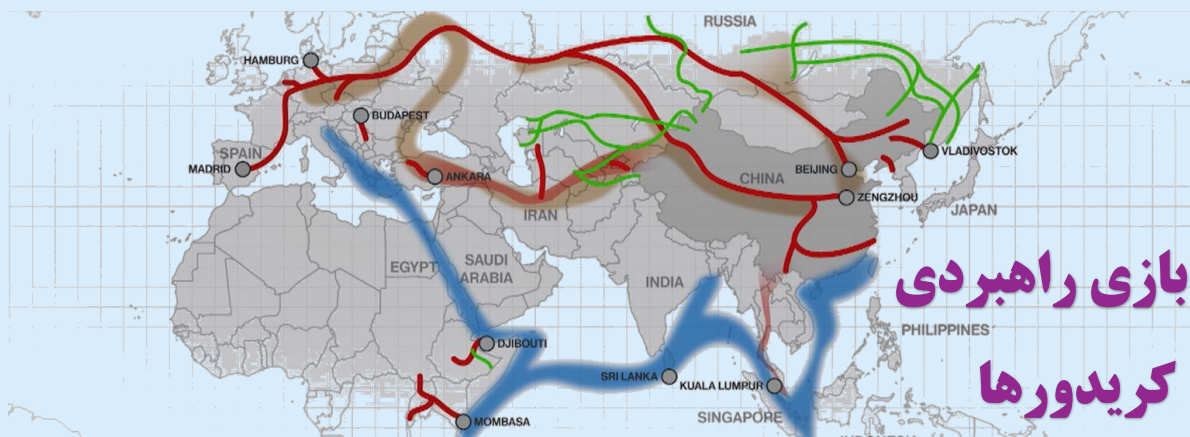 RUSSIA
HAMBURG
BUDAPEST
SPAIN
MADRID
ANKARA
BEIJING
VLADIVOSTOK
CHINA
ZENGZHOU
JAPAN
IRAN
EGYPT
SAUDI
ARABIA
INDIA
بازی راهبردی
PHILIPPINES
DJIBOUTI
SRI LANKA
KUALA LUMPUR
کریدورها
SINGAPORE
MOMBASA